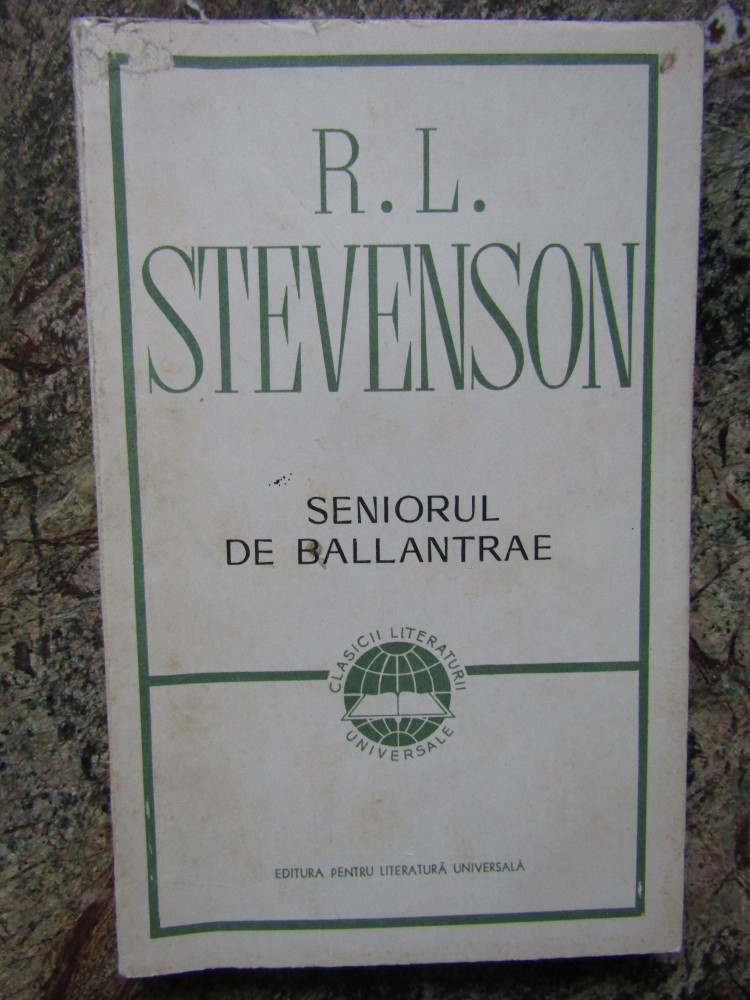 R. L.
STEVENSON
SENIORUL
DE BALLANTRAE
CLASICII LITERATURII
UNIVERSALE
EDITURA PENTRU LITERATURĂ UNIVERSALĂ